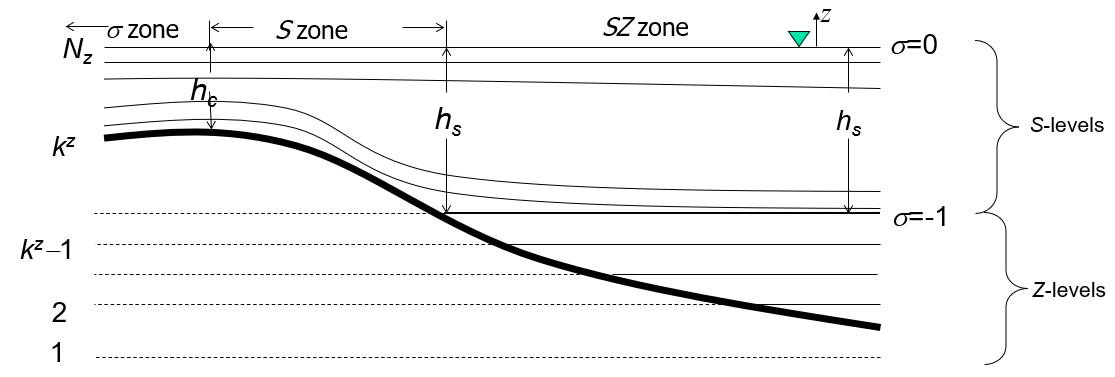 σ zone
S zone
SZ zone
z
N_z
σ=0
h_c
h_s
h_s
S-levels
k^z
σ=-1
k^z−1
Z-levels
2
1